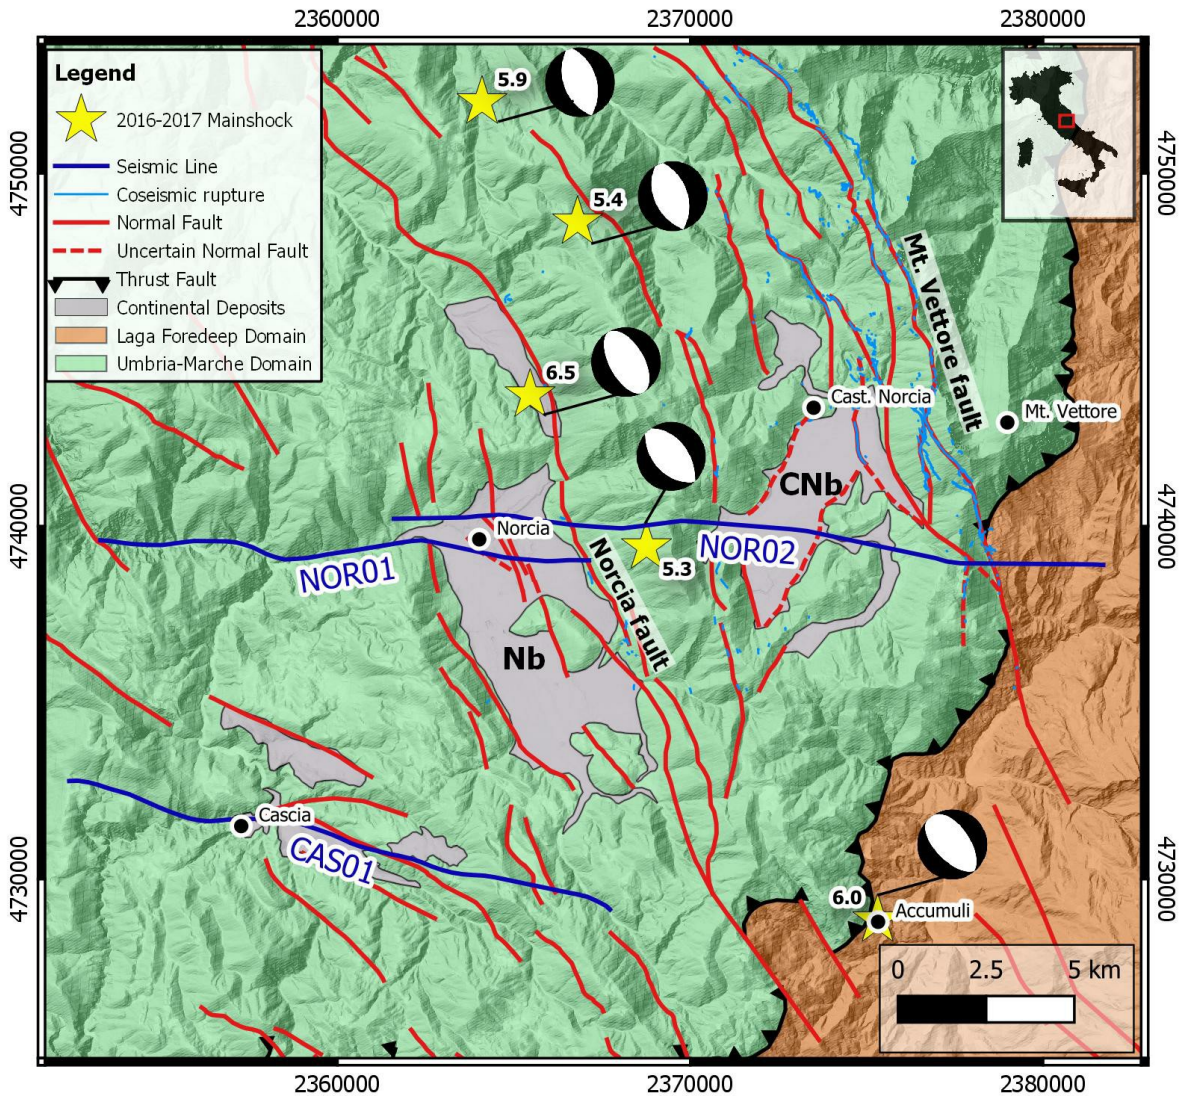 2360000
2370000
2380000
Legend
2016-2017 Mainshock
Seismic Line
Coseismic rupture
Normal Fault
Uncertain Normal Fault
Thrust Fault
Continental Deposits
Laga Foredeep Domain
Umbria-Marche Domain
5.9
5.4
6.5
5.3
6.0
4750000
4750000
Mt. Vettore fault
Cast. Norcia
Mt. Vettore
CNb
4740000
4740000
Norcia
NOR01
NOR02
Norcia fault
Nb
Cascia
CAS01
4730000
4730000
Accumuli
0 2.5 5 km
2360000
2370000
2380000